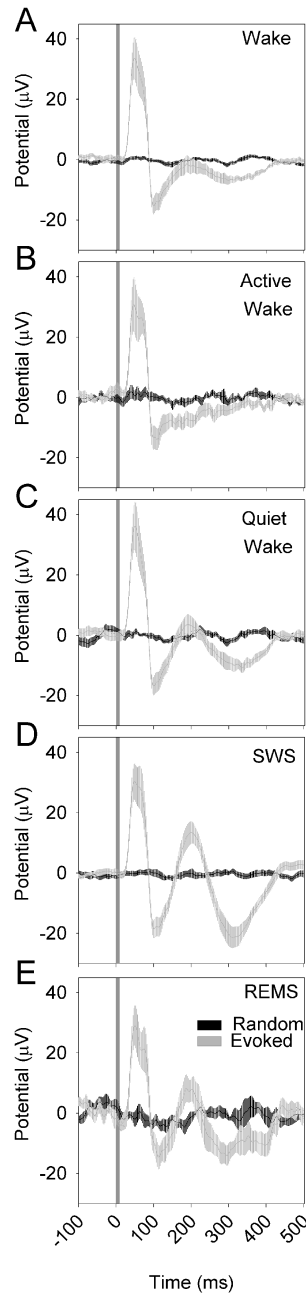 A
Wake
40
20
0
-20
Potential (µV)
B
Active
Wake
40
20
0
-20
Potential (µV)
C
Quiet
Wake
40
20
0
-20
Potential (µV)
D
SWS
40
20
0
-20
Potential (µV)
E
REMS
Random
Evoked
40
20
0
-20
Potential (µV)
-100 0 100 200 300 400 500
Time (ms)